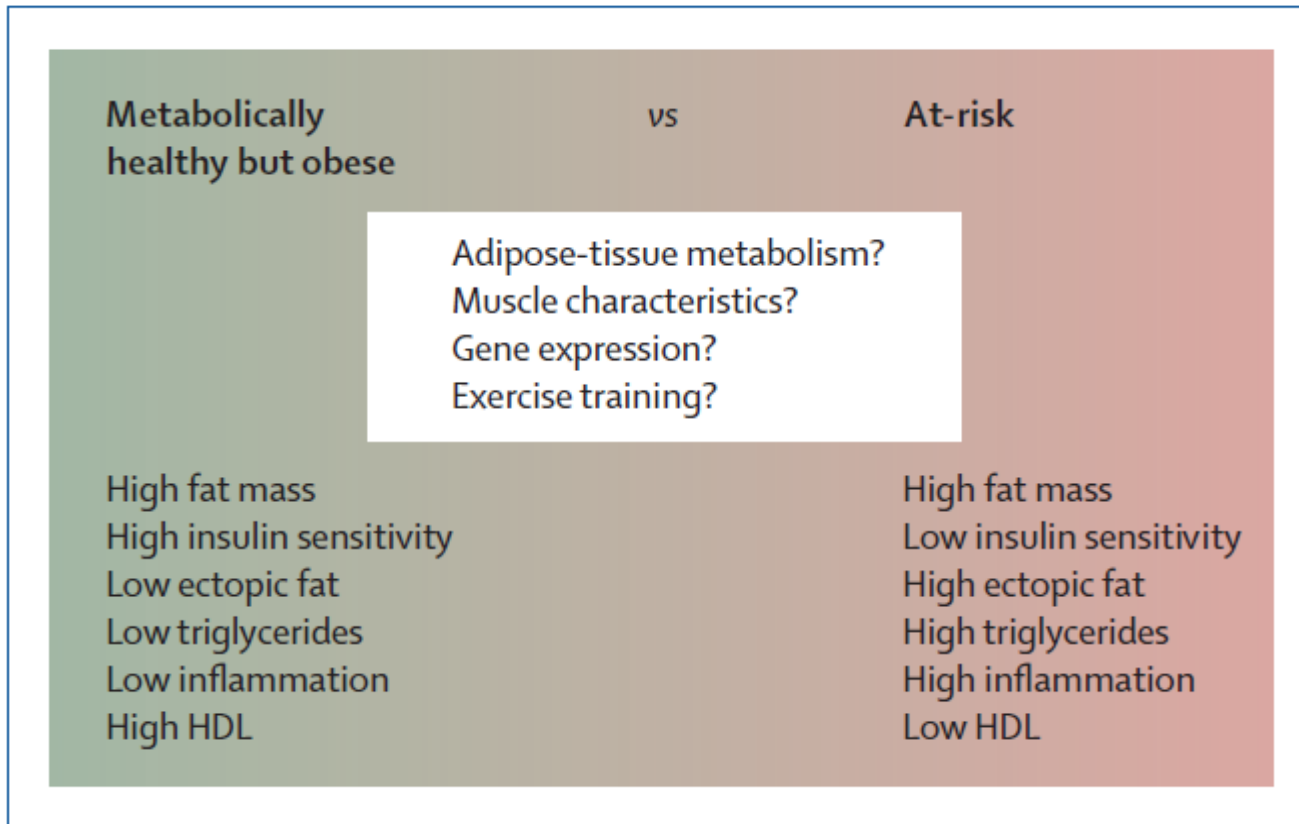 Metabolically
healthy but obese
vs
At-risk
Adipose-tissue metabolism?
Muscle characteristics?
Gene expression?
Exercise training?
High fat mass
High insulin sensitivity
Low ectopic fat
Low triglycerides
Low inflammation
High HDL
High fat mass
Low insulin sensitivity
High ectopic fat
High triglycerides
High inflammation
Low HDL